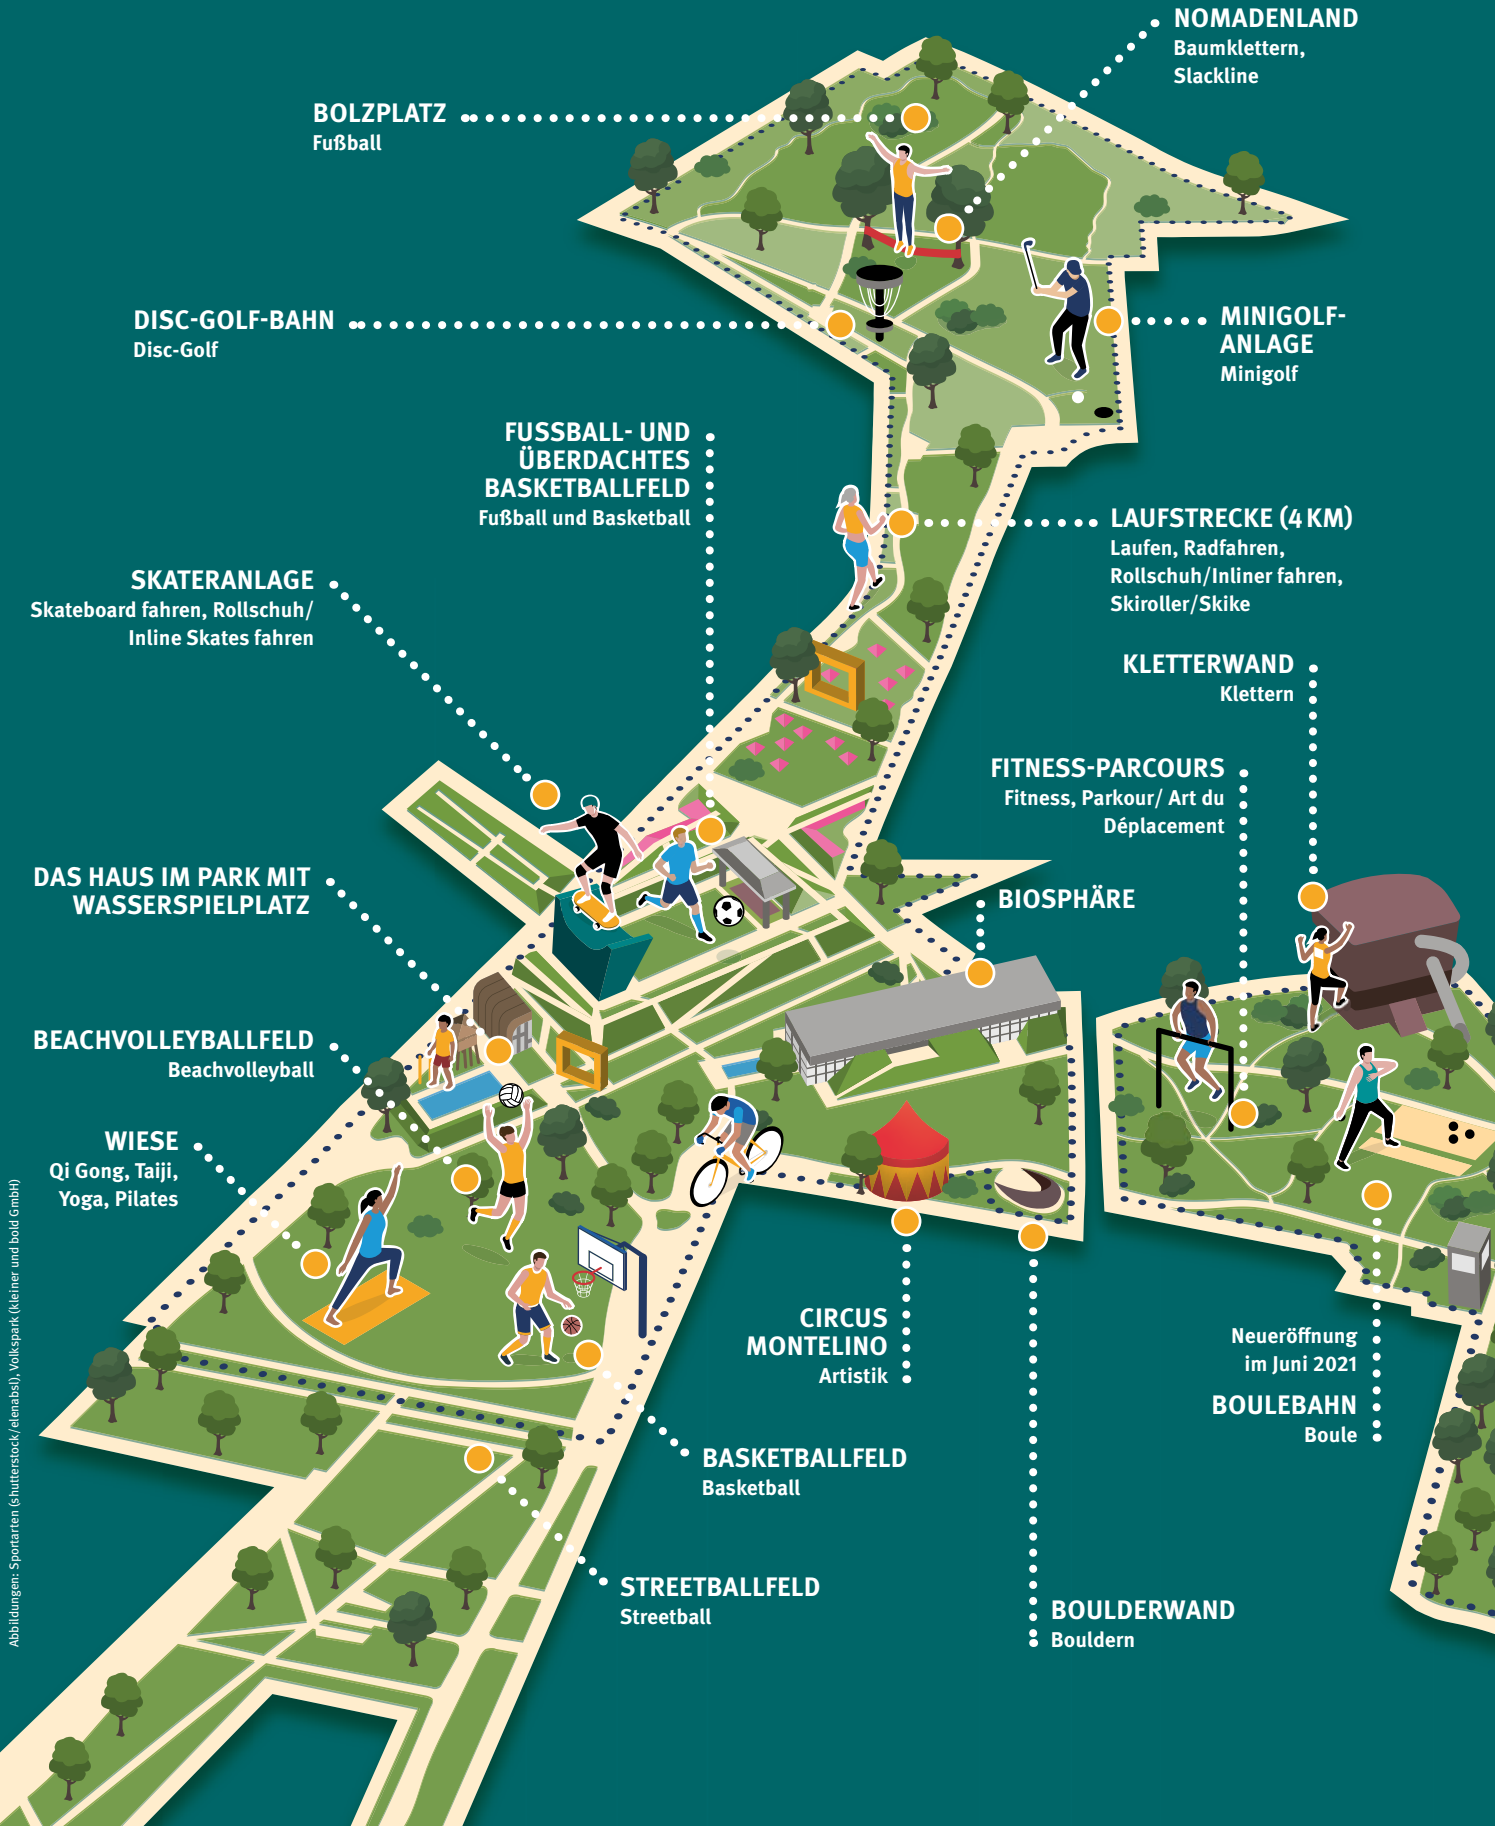 NOMADENLAND
Baumklettern,
Slackline
BOLZPLATZ
Fußball
DISC-GOLF-BAHN
Disc-Golf
MINIGOLF-
ANLAGE
Minigolf
FUSSBALL- UND
ÜBERDACHTES
BASKETBALLFELD
Fußball und Basketball
LAUFSTRECKE (4 KM)
Laufen, Radfahren,
Rollschuh/Inliner fahren,
Skiroller/Skike
SKATERANLAGE
Skateboard fahren, Rollschuh/
Inline Skates fahren
KLETTERWAND
Klettern
FITNESS-PARCOURS
Fitness, Parkour/ Art du
Déplacement
DAS HAUS IM PARK MIT
WASSERSPIELPLATZ
BIOSPHÄRE
BEACHVOLLEYBALLFELD
Beachvolleyball
WIESE
Qi Gong, Taiji,
Yoga, Pilates
CIRCUS
MONTELINO
Artistik
Neueröffnung
im Juni 2021
BOULEBAHN
Boule
BASKETBALLFELD
Basketball
STREETBALLFELD
Streetball
BOULDERWAND
Bouldern
Abbildungen: Sportarten (shutterstock/elenabsl), Volkspark (kleiner und bold GmbH)